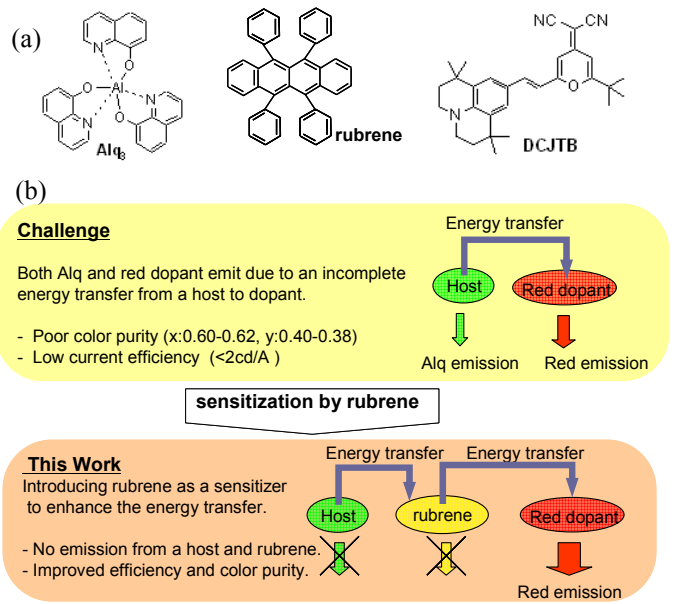 (a)
N
O
O
Al
N
N
O
Alq3
rubrene
NC
CN
O
N
DCJTB
(b)
Challenge
Energy transfer
Both Alq and red dopant emit due to an incomplete
energy transfer from a host to dopant.
Host
Red dopant
- Poor color purity (x:0.60-0.62, y:0.40-0.38)
- Low current efficiency (<2cd/A )
Alq emission
Red emission
sensitization by rubrene
This Work
Energy transfer
Energy transfer
Introducing rubrene as a sensitizer
to enhance the energy transfer.
Host
rubrene
Red dopant
- No emission from a host and rubrene.
- Improved efficiency and color purity.
Red emission